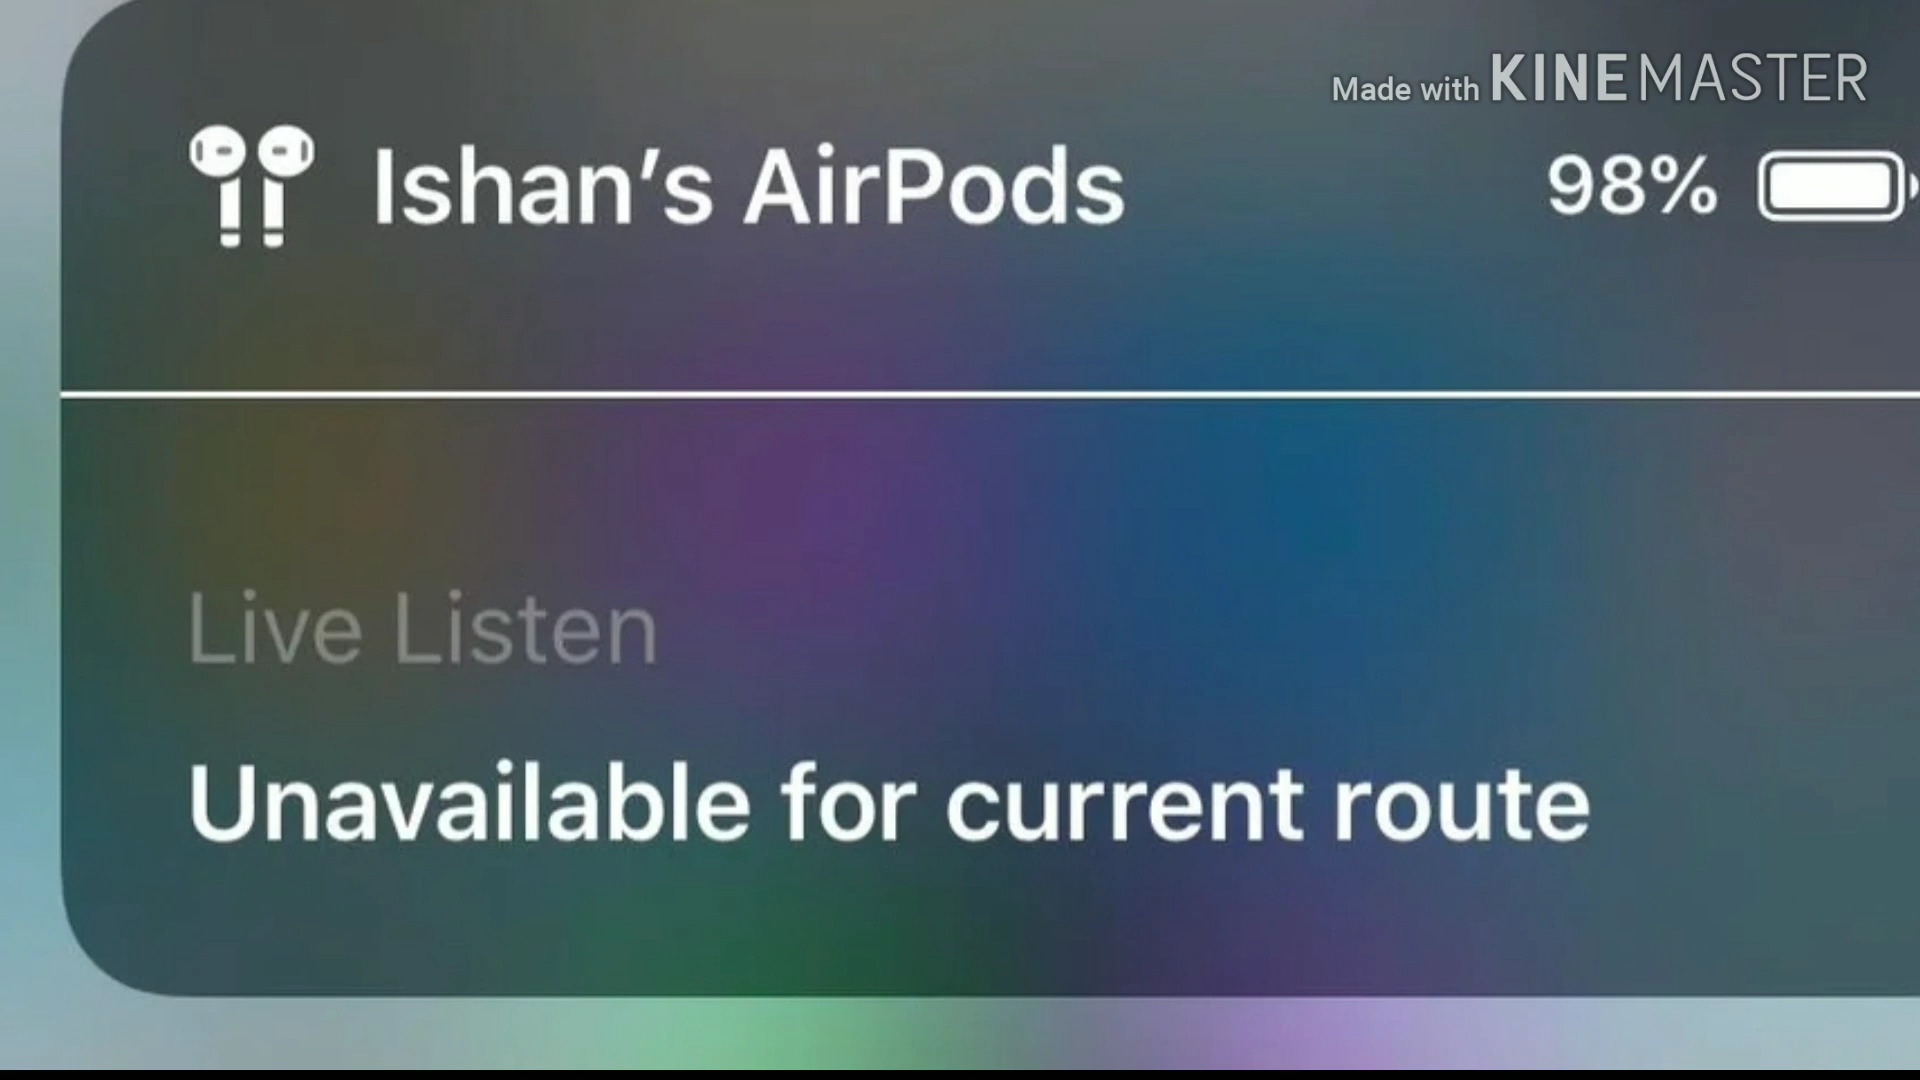 Made with KINEMASTER
Ishan’s AirPods 98%
Live Listen
Unavailable for current route